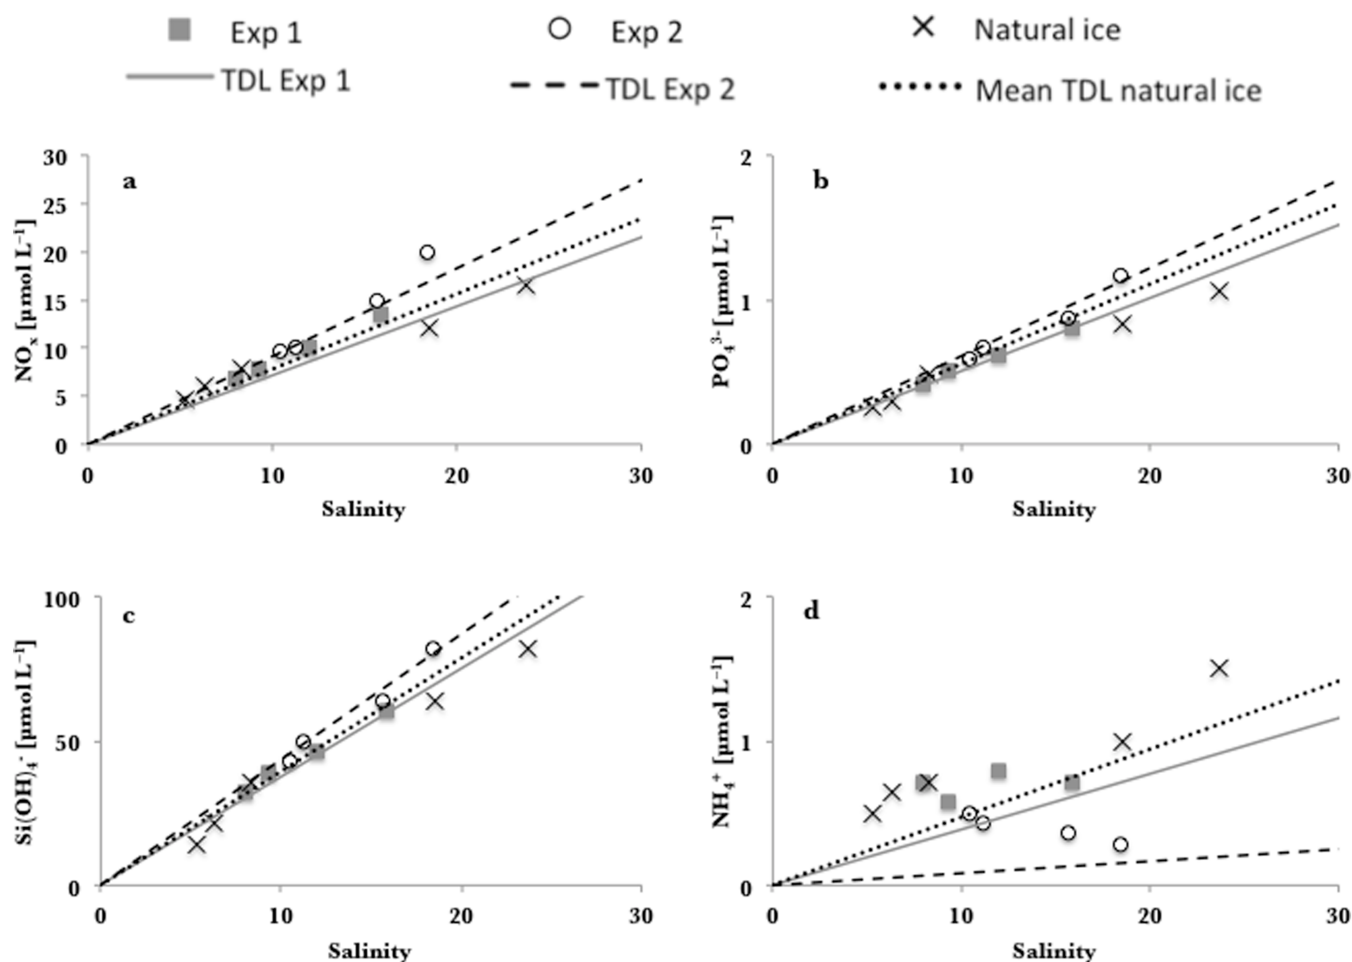 Exp 1
Exp 2
Natural ice
TDL Exp 1
TDL Exp 2
Mean TDL natural ice
a
NOₓ [µmol L⁻¹]
30
25
20
15
10
5
0
0 10 20 30
Salinity
b
PO₄³⁻ [µmol L⁻¹]
2
1
0
0 10 20 30
Salinity
c
Si(OH)₄⁻ [µmol L⁻¹]
100
50
0
0 10 20 30
Salinity
d
NH₄⁺ [µmol L⁻¹]
2
1
0
0 10 20 30
Salinity